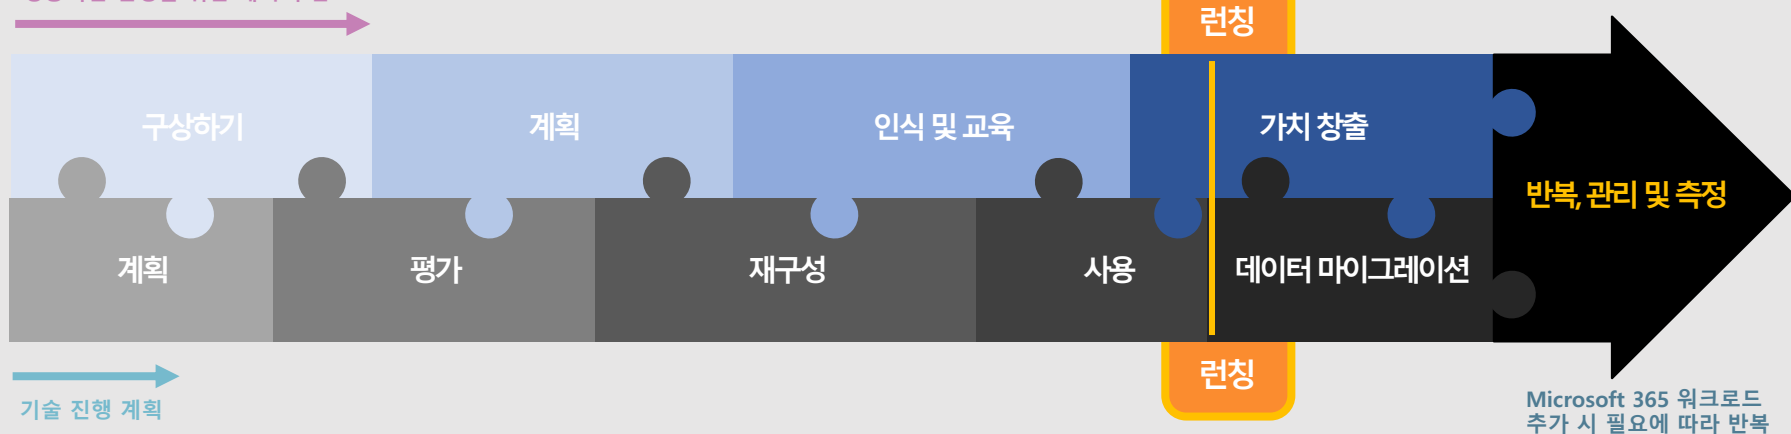 런칭
구상하기
계획
인식 및 교육
가치 창출
반복, 관리 및 측정
계획
평가
재구성
사용
데이터 마이그레이션
런칭
기술 진행 계획
Microsoft 365 워크로드
추가 시 필요에 따라 반복